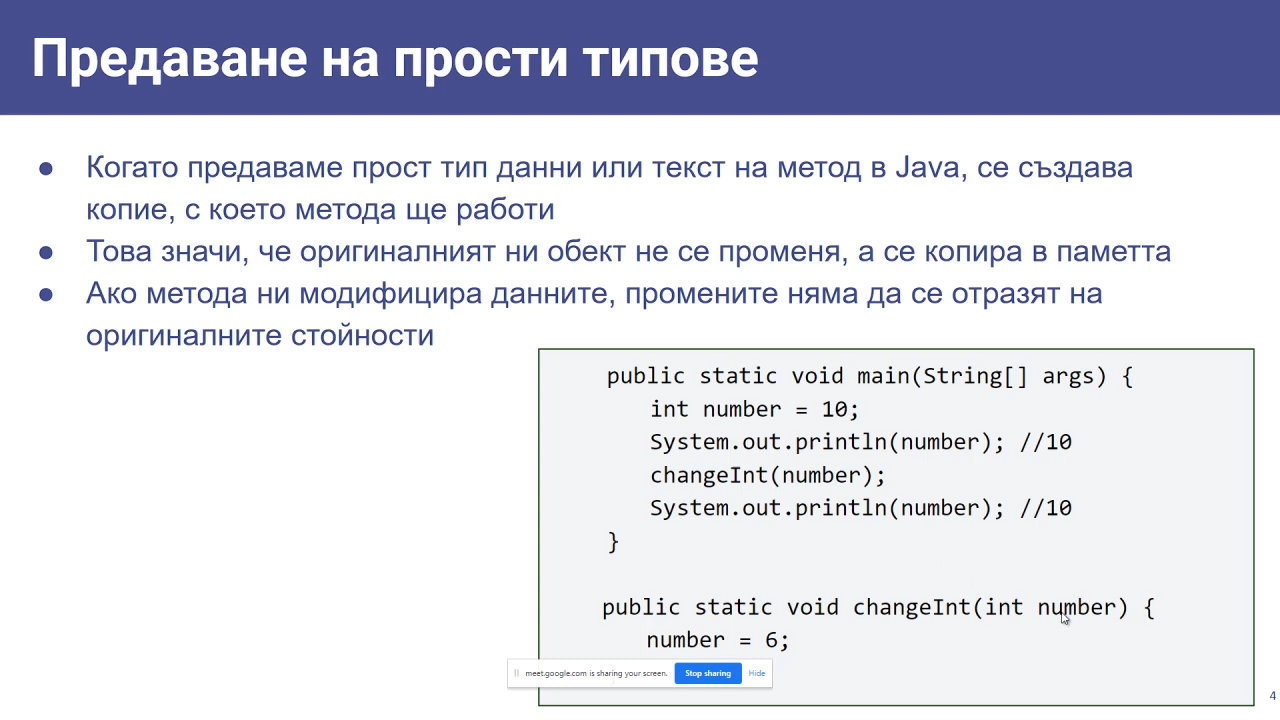 Предаване на прости типове
● Когато предаваме прост тип данни или текст на метод в Java, се създава
копие, с което метода ще работи
● Това значи, че оригиналният ни обект не се променя, а се копира в паметта
● Ако метода ни модифицира данните, промените няма да се отразят на
оригиналните стойности
public static void main(String[] args) {
int number = 10;
System.out.println(number); //10
changeInt(number);
System.out.println(number); //10
}
public static void changeInt(int number) {
number = 6;
meet.google.com is sharing your screen. Stop sharing Hide
4